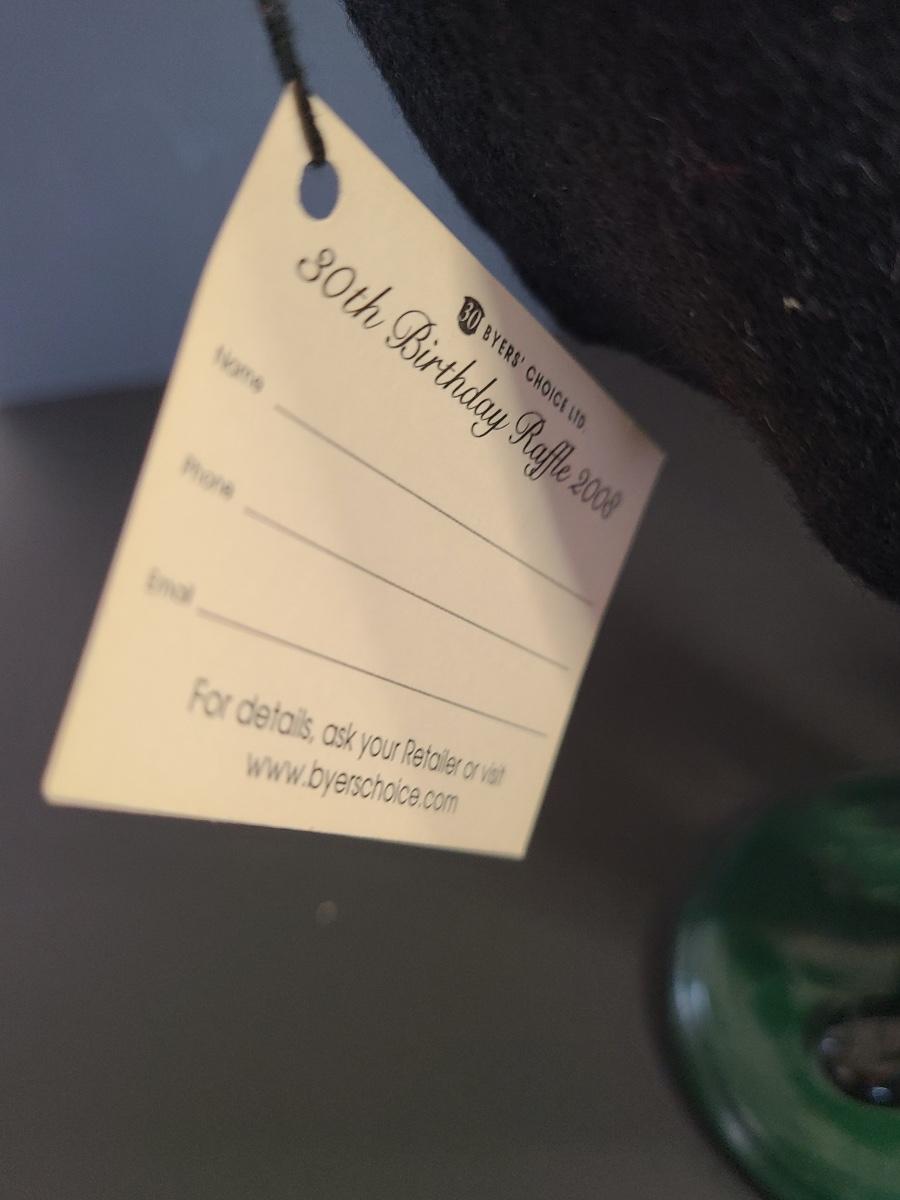 30 BYERS' CHOICE LTD.
30th Birthday Raffle 2008
Name
Phone
Email
For details, ask your Retailer or visit
www.byerschoice.com